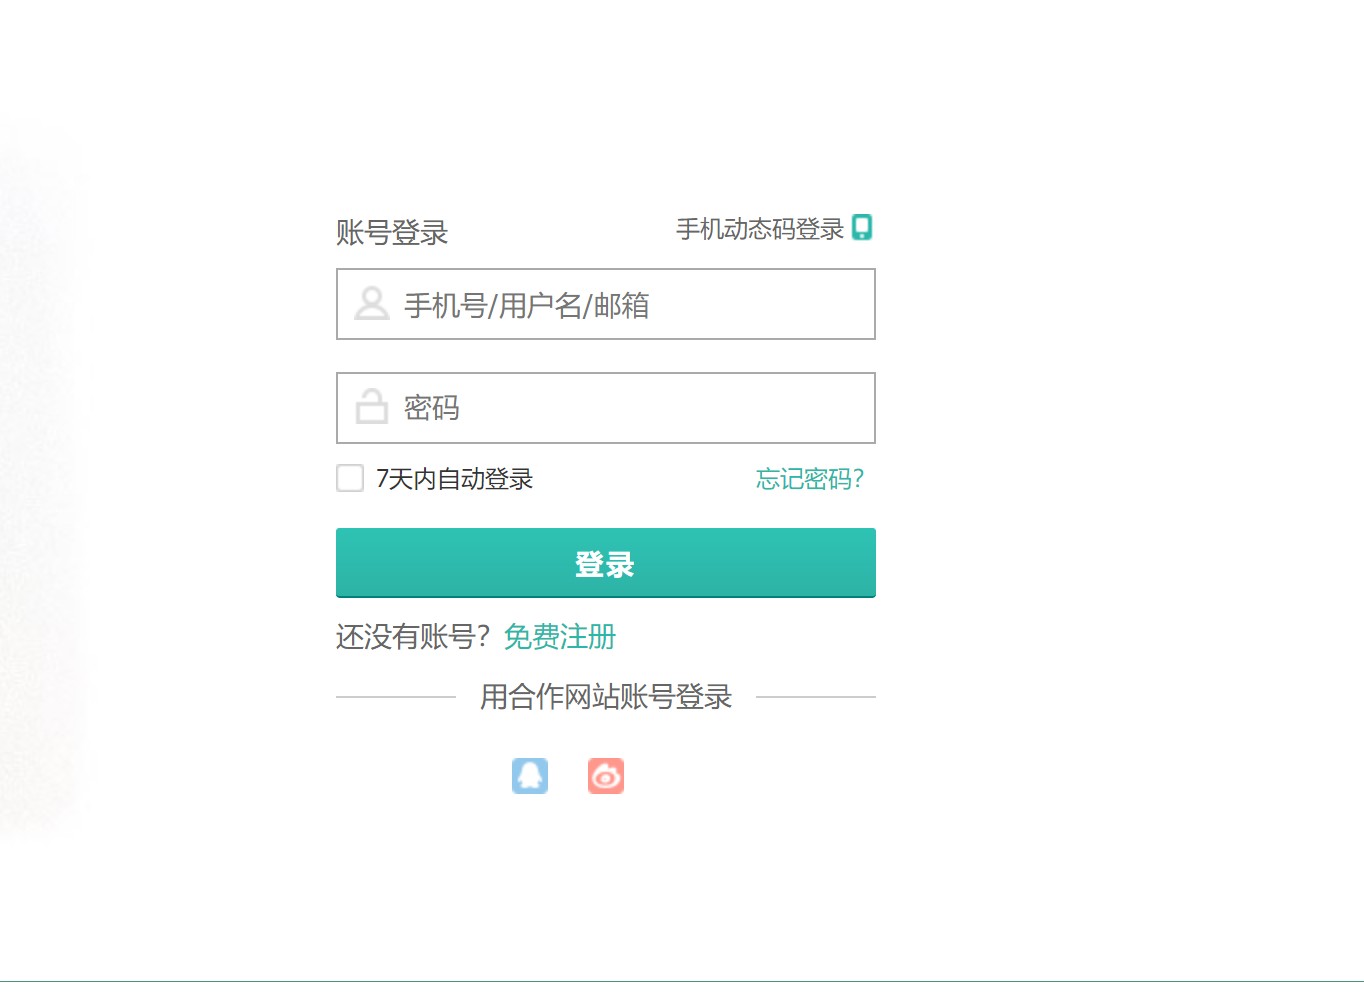 账号登录
手机动态码登录
手机号/用户名/邮箱
密码
7天内自动登录
忘记密码?
登录
还没有账号? 免费注册
用合作网站账号登录